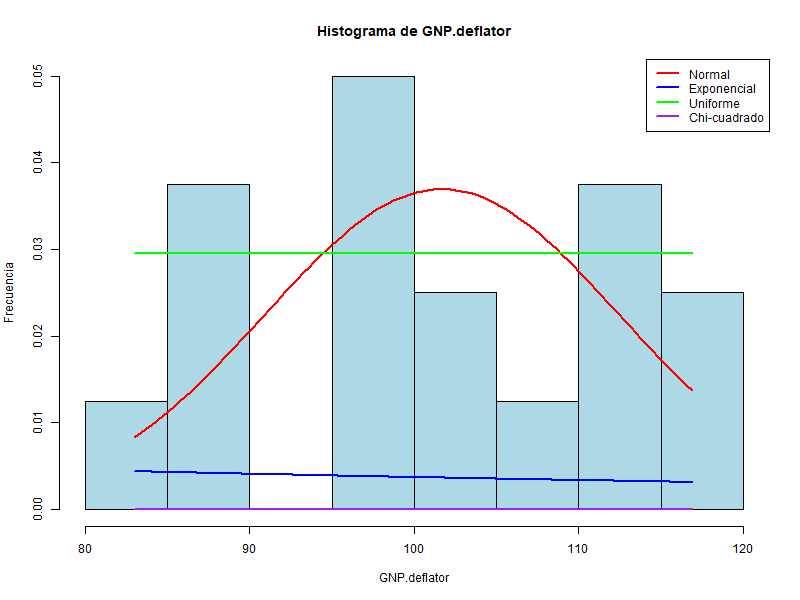 Histograma de GNP.deflator
Normal
Exponencial
Uniforme
Chi-cuadrado
Frecuencia
0.05
0.04
0.03
0.02
0.01
0.00
80 90 100 110 120
GNP.deflator